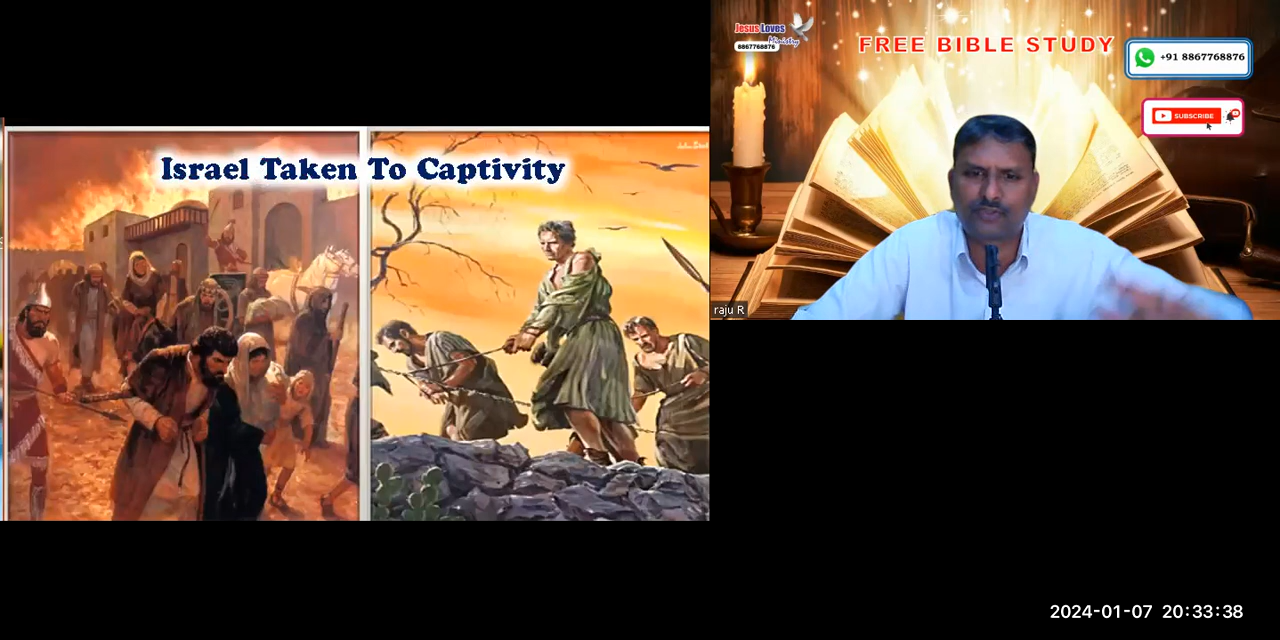 Israel Taken To Captivity
Jesus Loves
Ministry
8867768876
FREE BIBLE STUDY
+91 8867768876
SUBSCRIBE
raju R
2024-01-07 20:33:38